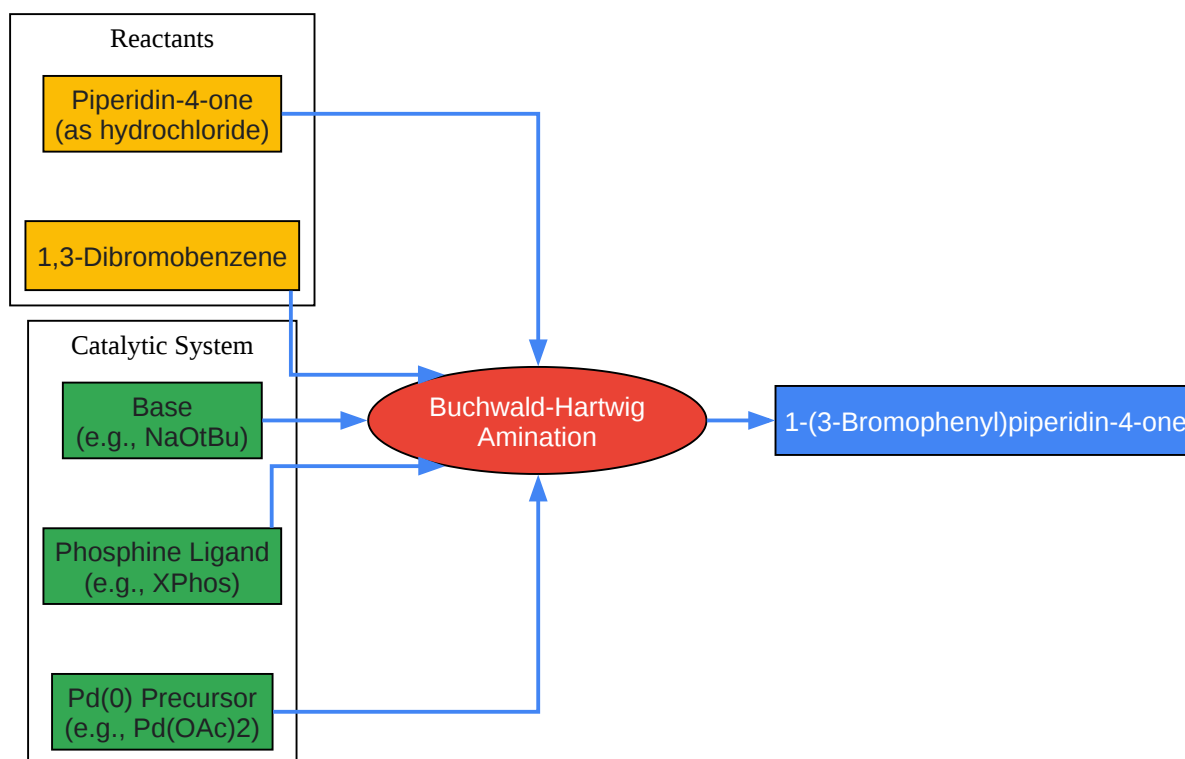 Reactants
Piperidin-4-one
(as hydrochloride)
1,3-Dibromobenzene
Catalytic System
Base
(e.g., NaOtBu)
Phosphine Ligand
(e.g., XPhos)
Pd(0) Precursor
(e.g., Pd(OAc)2)
Buchwald-Hartwig
Amination
1-(3-Bromophenyl)piperidin-4-one